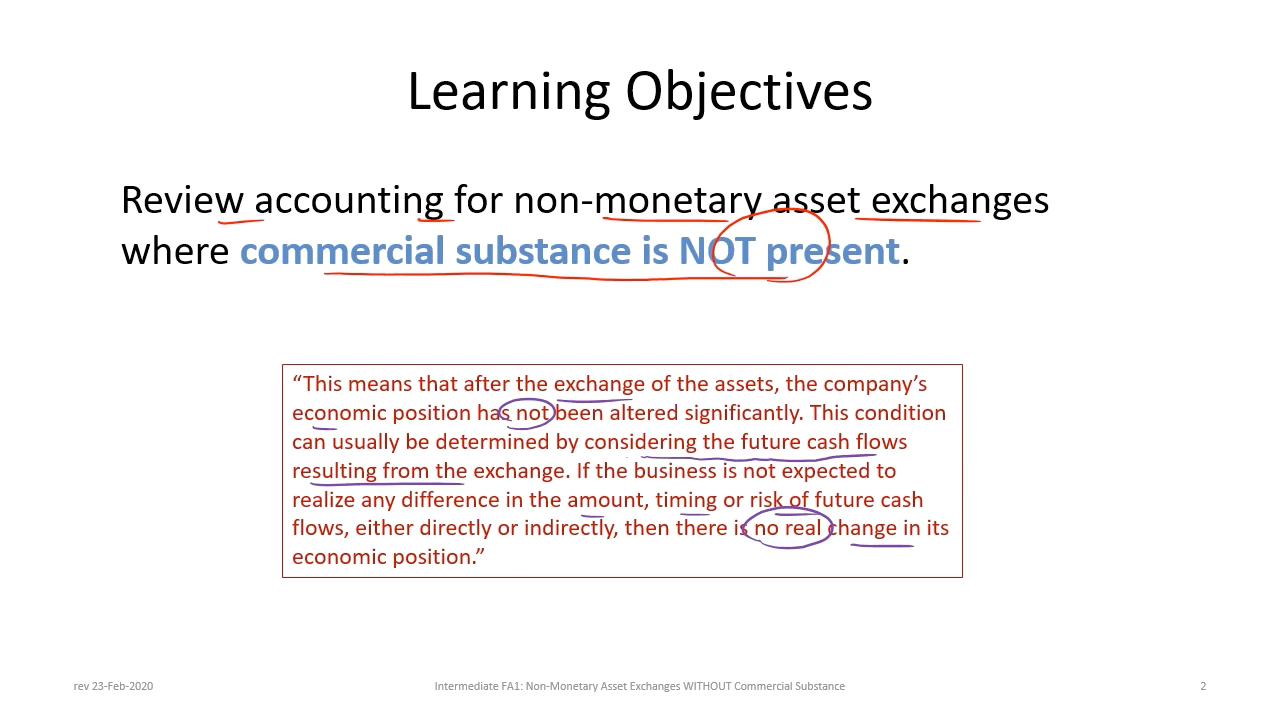 Learning Objectives
Review accounting for non-monetary asset exchanges
where commercial substance is NOT present.
“This means that after the exchange of the assets, the company’s
economic position has not been altered significantly. This condition
can usually be determined by considering the future cash flows
resulting from the exchange. If the business is not expected to
realize any difference in the amount, timing or risk of future cash
flows, either directly or indirectly, then there is no real change in its
economic position.”
rev 23-Feb-2020
Intermediate FA1: Non-Monetary Asset Exchanges WITHOUT Commercial Substance
2